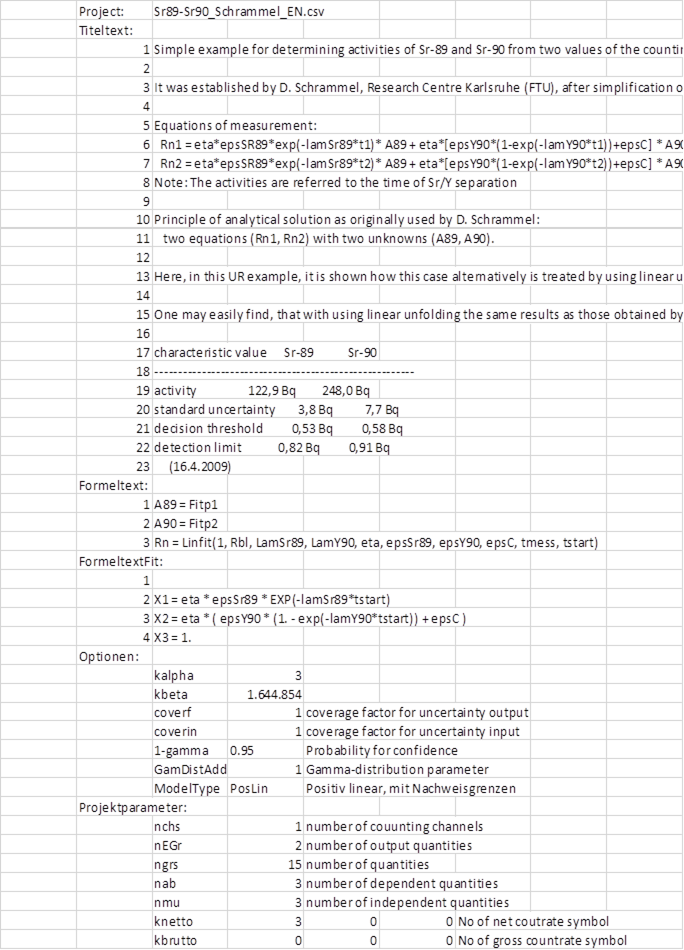 Project: Sr89-Sr90_Schrammel_EN.csv
Titeltext:
1 Simple example for determining activities of Sr-89 and Sr-90 from two values of the countin
2
3 It was established by D. Schrammel, Research Centre Karlsruhe (FTU), after simplification o
4
5 Equations of measurement:
6 Rn1 = eta*epsSR89*exp(-lamSr89*t1)* A89 + eta*[epsY90*(1-exp(-lamY90*t1))+epsC] * A90
7 Rn2 = eta*epsSR89*exp(-lamSr89*t2)* A89 + eta*[epsY90*(1-exp(-lamY90*t2))+epsC] * A90
8 Note: The activities are referred to the time of Sr/Y separation
9
10 Principle of analytical solution as originally used by D. Schrammel:
11 two equations (Rn1, Rn2) with two unknowns (A89, A90).
12
13 Here, in this UR example, it is shown how this case alternatively is treated by using linear u
14
15 One may easily find, that with using linear unfolding the same results as those obtained by
16
17 characteristic value Sr-89 Sr-90
18 -----------------------------------------------------------
19 activity 122,9 Bq 248,0 Bq
20 standard uncertainty 3,8 Bq 7,7 Bq
21 decision threshold 0,53 Bq 0,58 Bq
22 detection limit 0,82 Bq 0,91 Bq
23 (16.4.2009)
Formeltext:
1 A89 = Fitp1
2 A90 = Fitp2
3 Rn = Linfit(1, Rbl, LamSr89, LamY90, eta, epsSr89, epsY90, epsC, tmess, tstart)
FormeltextFit:
1
2 X1 = eta * epsSr89 * EXP(-lamSr89*tstart)
3 X2 = eta * ( epsY90 * (1. - exp(-lamY90*tstart)) + epsC )
4 X3 = 1.
Optionen:
kalpha 3
kbeta 1.644.854
coverf 1 coverage factor for uncertainty output
coverin 1 coverage factor for uncertainty input
1-gamma 0.95 Probability for confidence
GamDistAdd 1 Gamma-distribution parameter
ModelType PosLin Positiv linear, mit Nachweisgrenzen
Projektparameter:
nchs 1 number of couunting channels
nEGr 2 number of output quantities
ngrs 15 number of quantities
nab 3 number of dependent quantities
nmu 3 number of independent quantities
knetto 3 0 0 No of net coutrate symbol
kbrutto 0 0 0 No of gross countrate symbol